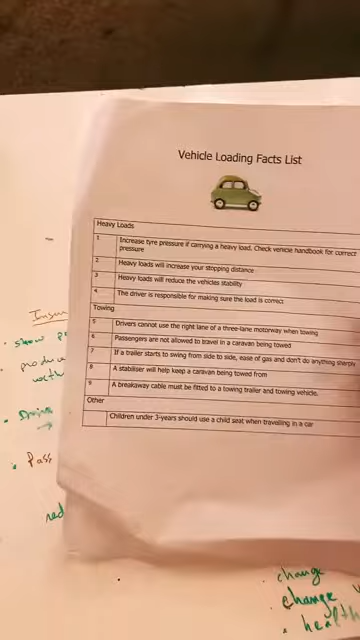 Vehicle Loading Facts List
Heavy Loads
1 Increase tyre pressure if carrying a heavy load. Check vehicle handbook for correct
pressure
2 Heavy loads will increase your stopping distance
3 Heavy loads will reduce the vehicles stability
4 The driver is responsible for making sure the load is correct
Towing
5 Drivers cannot use the right lane of a three-lane motorway when towing
6 Passengers are not allowed to travel in a caravan being towed
7 If a trailer starts to swing from side to side, ease of gas and don't do anything sharply
8 A stabiliser will help keep a caravan being towed from
9 A breakaway cable must be fitted to a towing trailer and towing vehicle.
Other
Children under 3-years should use a child seat when travelling in a car
show
Pass
red
change
change
health